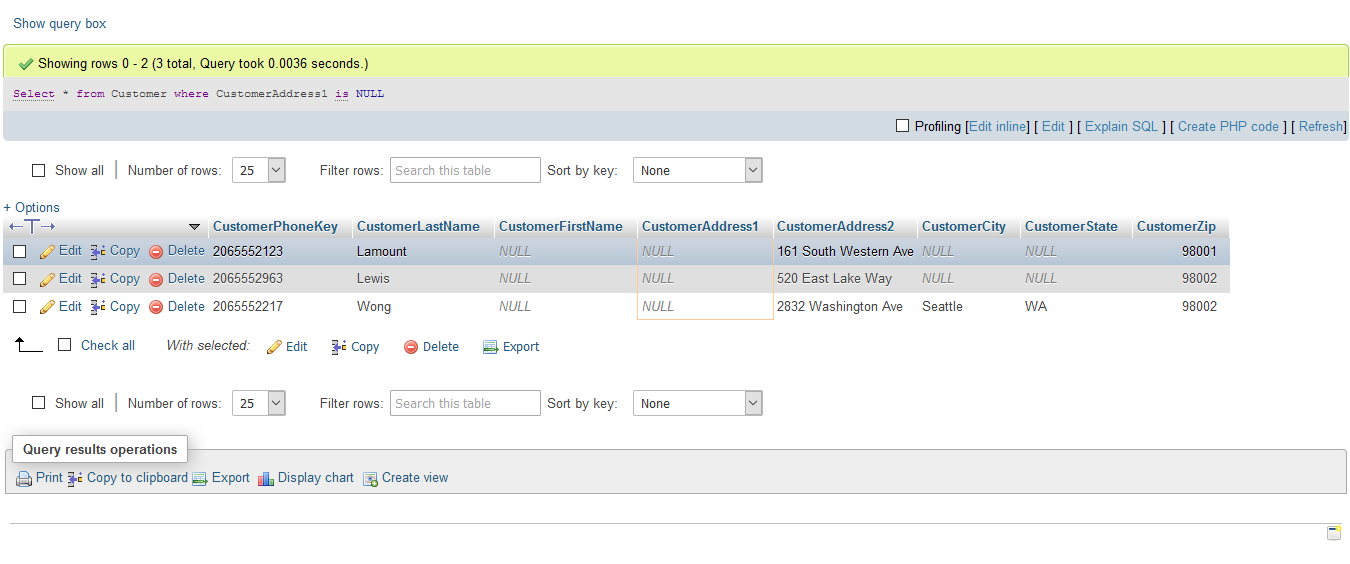 Show query box
Showing rows 0 - 2 (3 total, Query took 0.0036 seconds.)
Select * from Customer where CustomerAddress1 is NULL
Profiling [Edit inline] [ Edit ] [ Explain SQL ] [ Create PHP code ] [ Refresh]
Show all Number of rows: 25 Filter rows: Search this table Sort by key: None
+ Options
CustomerPhoneKey CustomerLastName CustomerFirstName CustomerAddress1 CustomerAddress2 CustomerCity CustomerState CustomerZip
Edit Copy Delete 2065552123 Lamount NULL NULL 161 South Western Ave NULL NULL 98001
Edit Copy Delete 2065552963 Lewis NULL NULL 520 East Lake Way NULL NULL 98002
Edit Copy Delete 2065552217 Wong NULL NULL 2832 Washington Ave Seattle WA 98002
Check all With selected: Edit Copy Delete Export
Show all Number of rows: 25 Filter rows: Search this table Sort by key: None
Query results operations
Print Copy to clipboard Export Display chart Create view